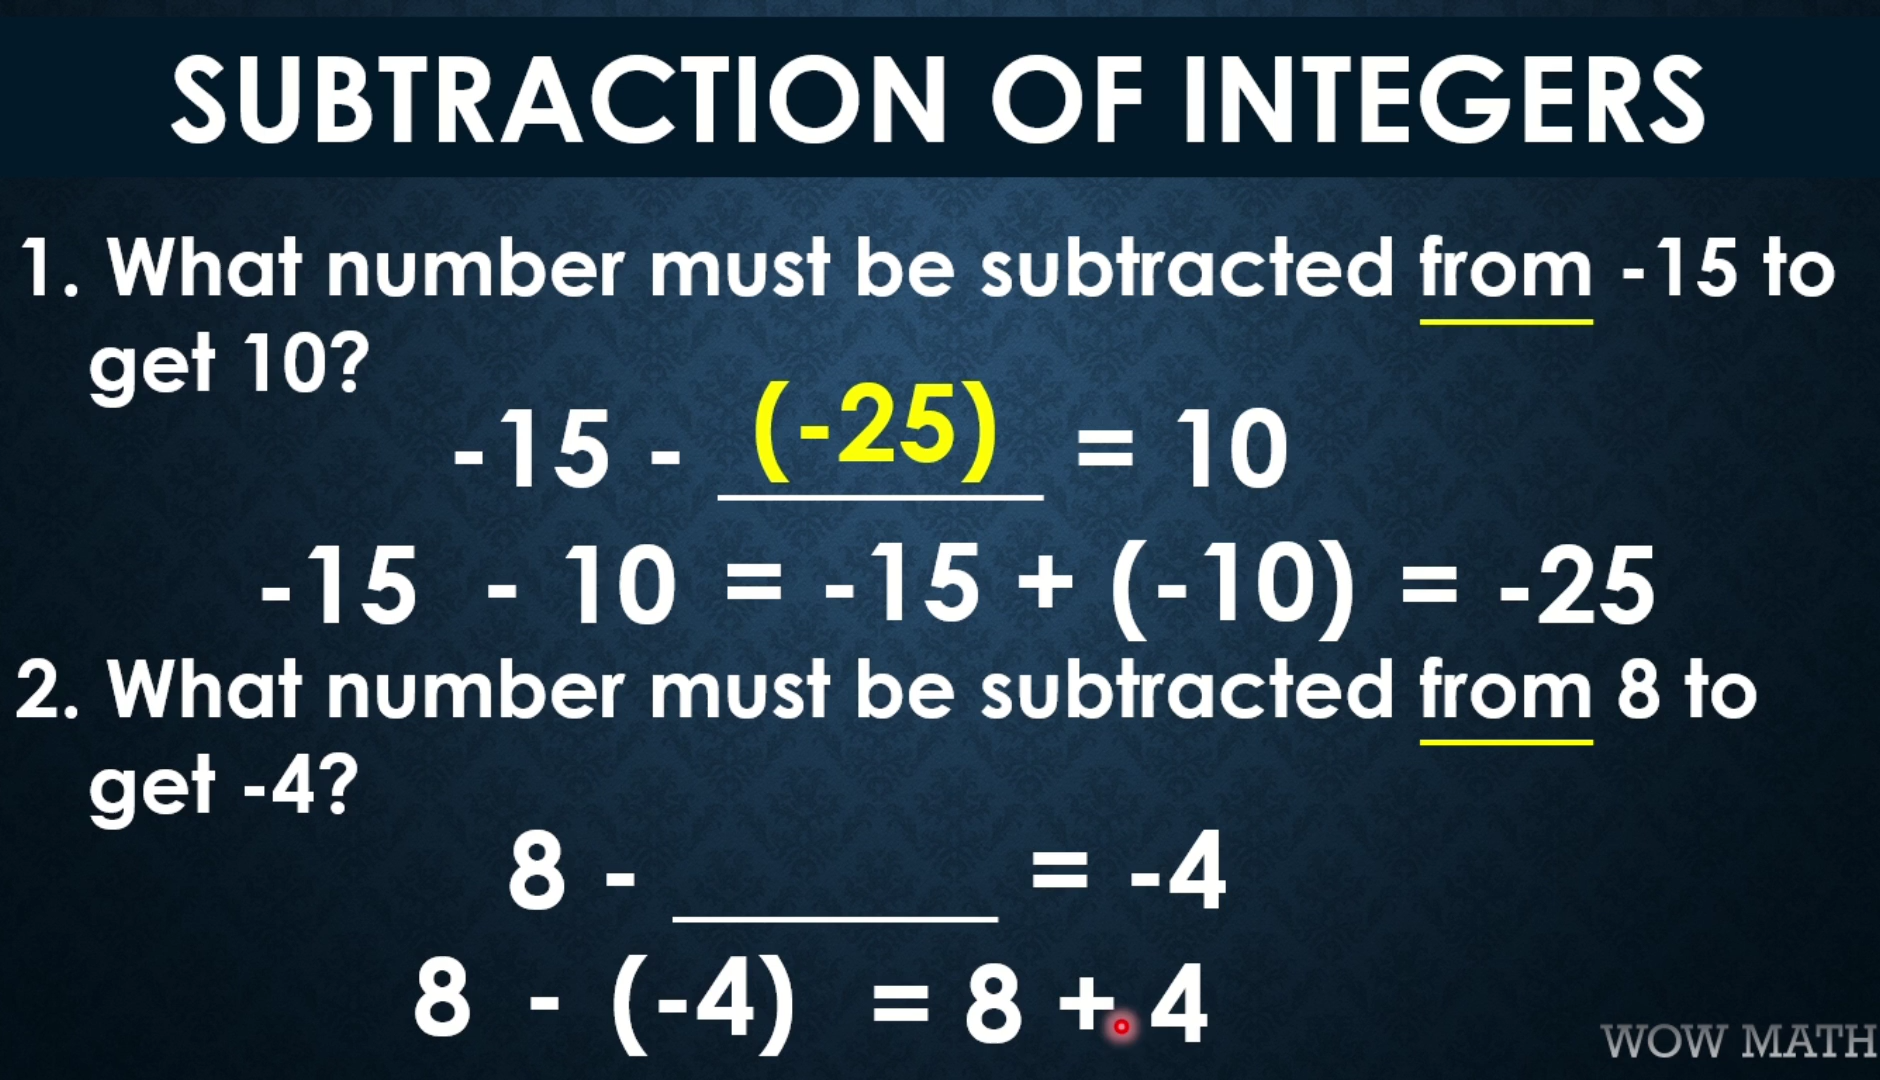 SUBTRACTION OF INTEGERS
1. What number must be subtracted from -15 to
get 10?
-15 - (-25) = 10
-15 - 10 = -15 + (-10) = -25
2. What number must be subtracted from 8 to
get -4?
8 - ________ = -4
8 - (-4) = 8 + 4
WOW MATH